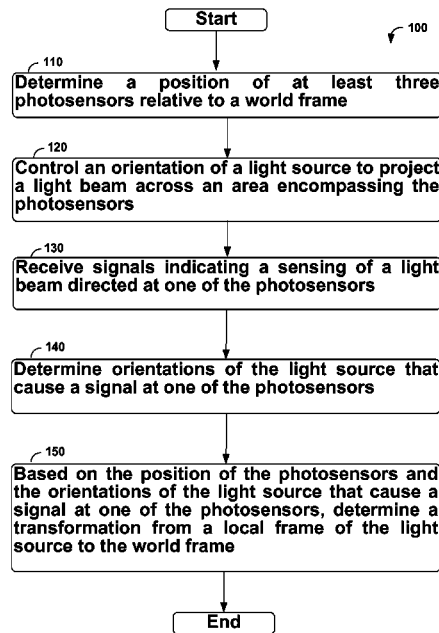 Start
100
110
Determine a position of at least three
photosensors relative to a world frame
120
Control an orientation of a light source to project
a light beam across an area encompassing the
photosensors
130
Receive signals indicating a sensing of a light
beam directed at one of the photosensors
140
Determine orientations of the light source that
cause a signal at one of the photosensors
150
Based on the position of the photosensors and
the orientations of the light source that cause a
signal at one of the photosensors, determine a
transformation from a local frame of the light
source to the world frame
End